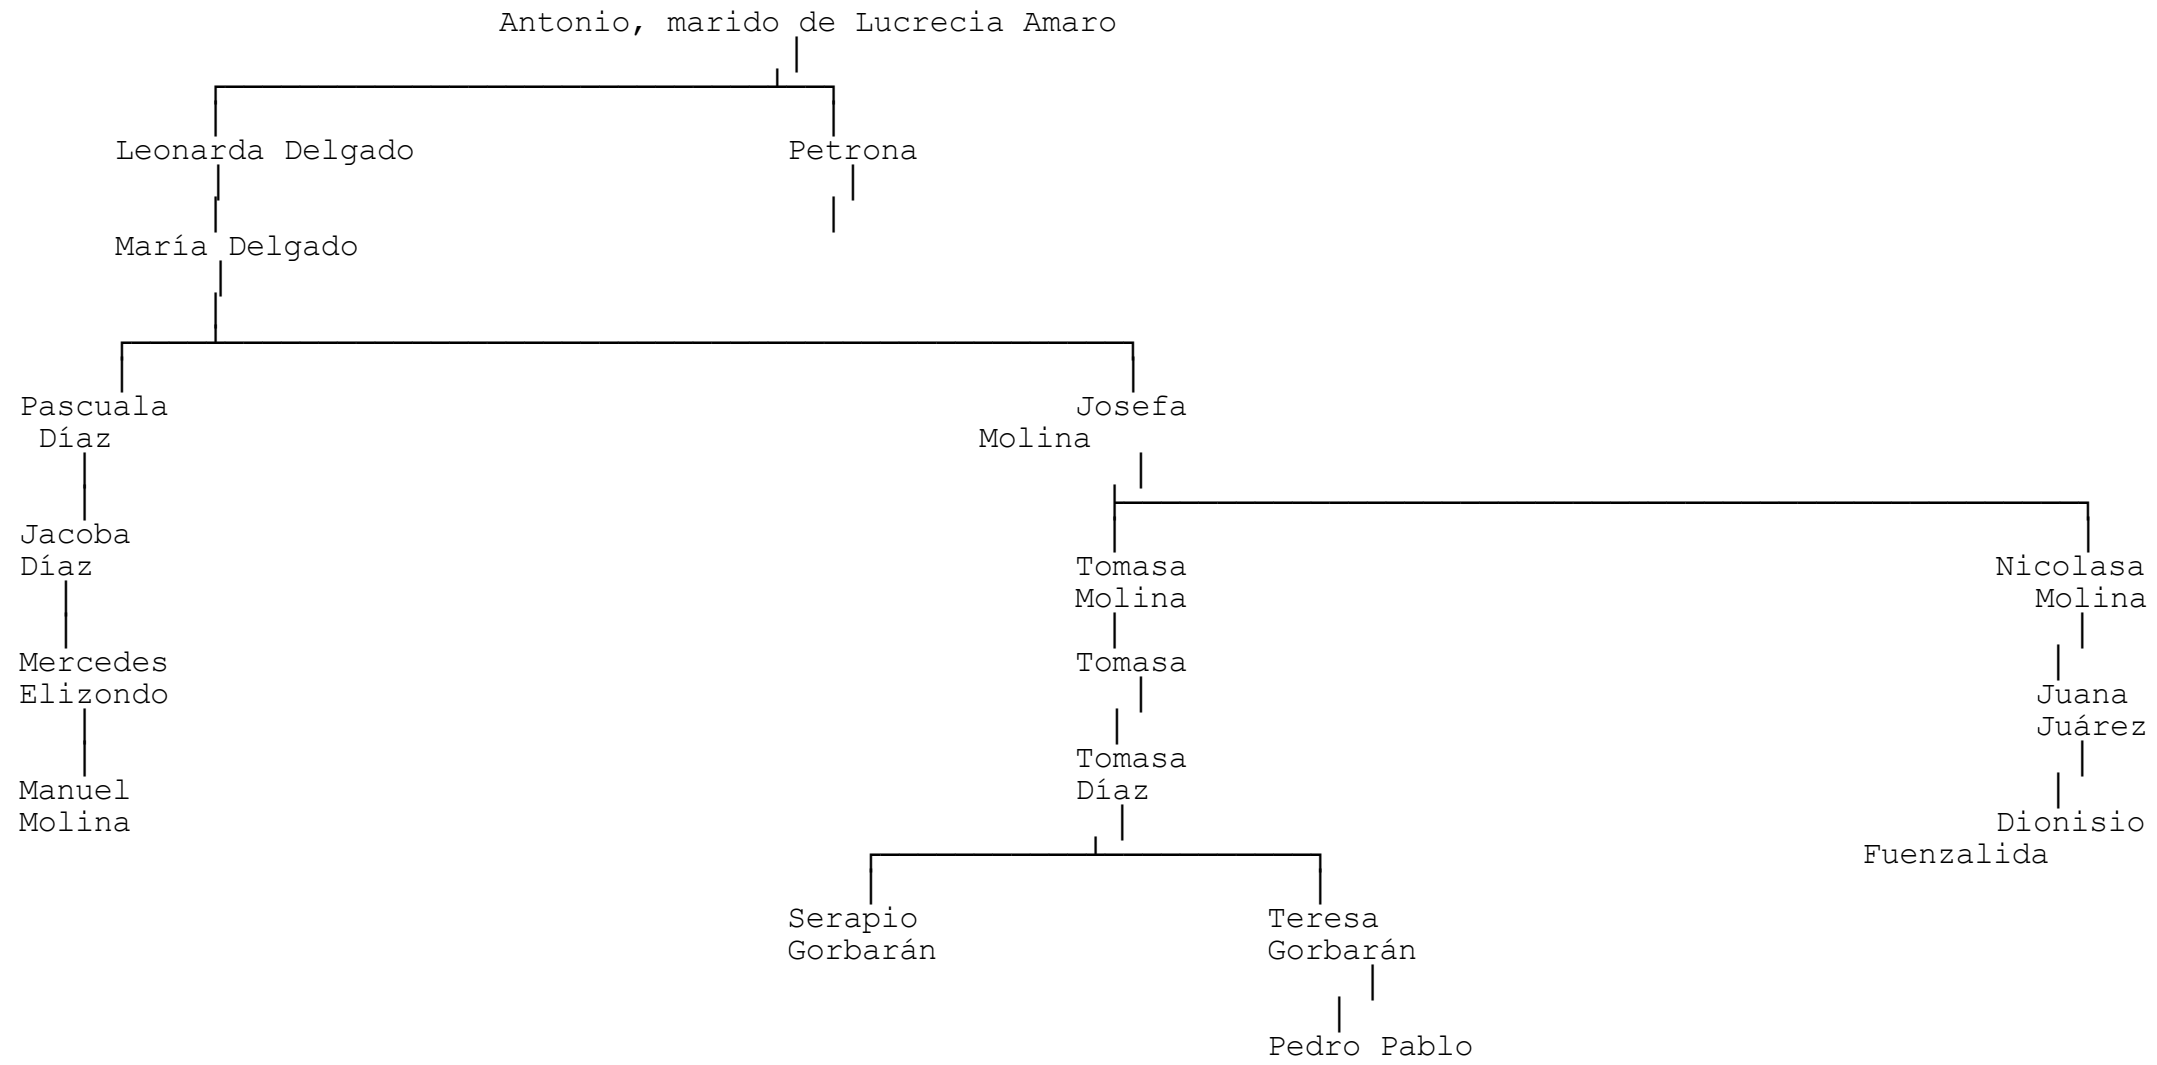 Antonio, marido de Lucrecia Amaro
Leonarda Delgado Petrona
María Delgado
Pascuala Josefa
Díaz Molina
Jacoba
Díaz Tomasa Nicolasa
Molina Molina
Mercedes Tomasa
Elizondo Juana
Juárez
Tomasa
Manuel Díaz
Molina Dionisio
Fuenzalida
Serapio Teresa
Gorbarán Gorbarán
Pedro Pablo